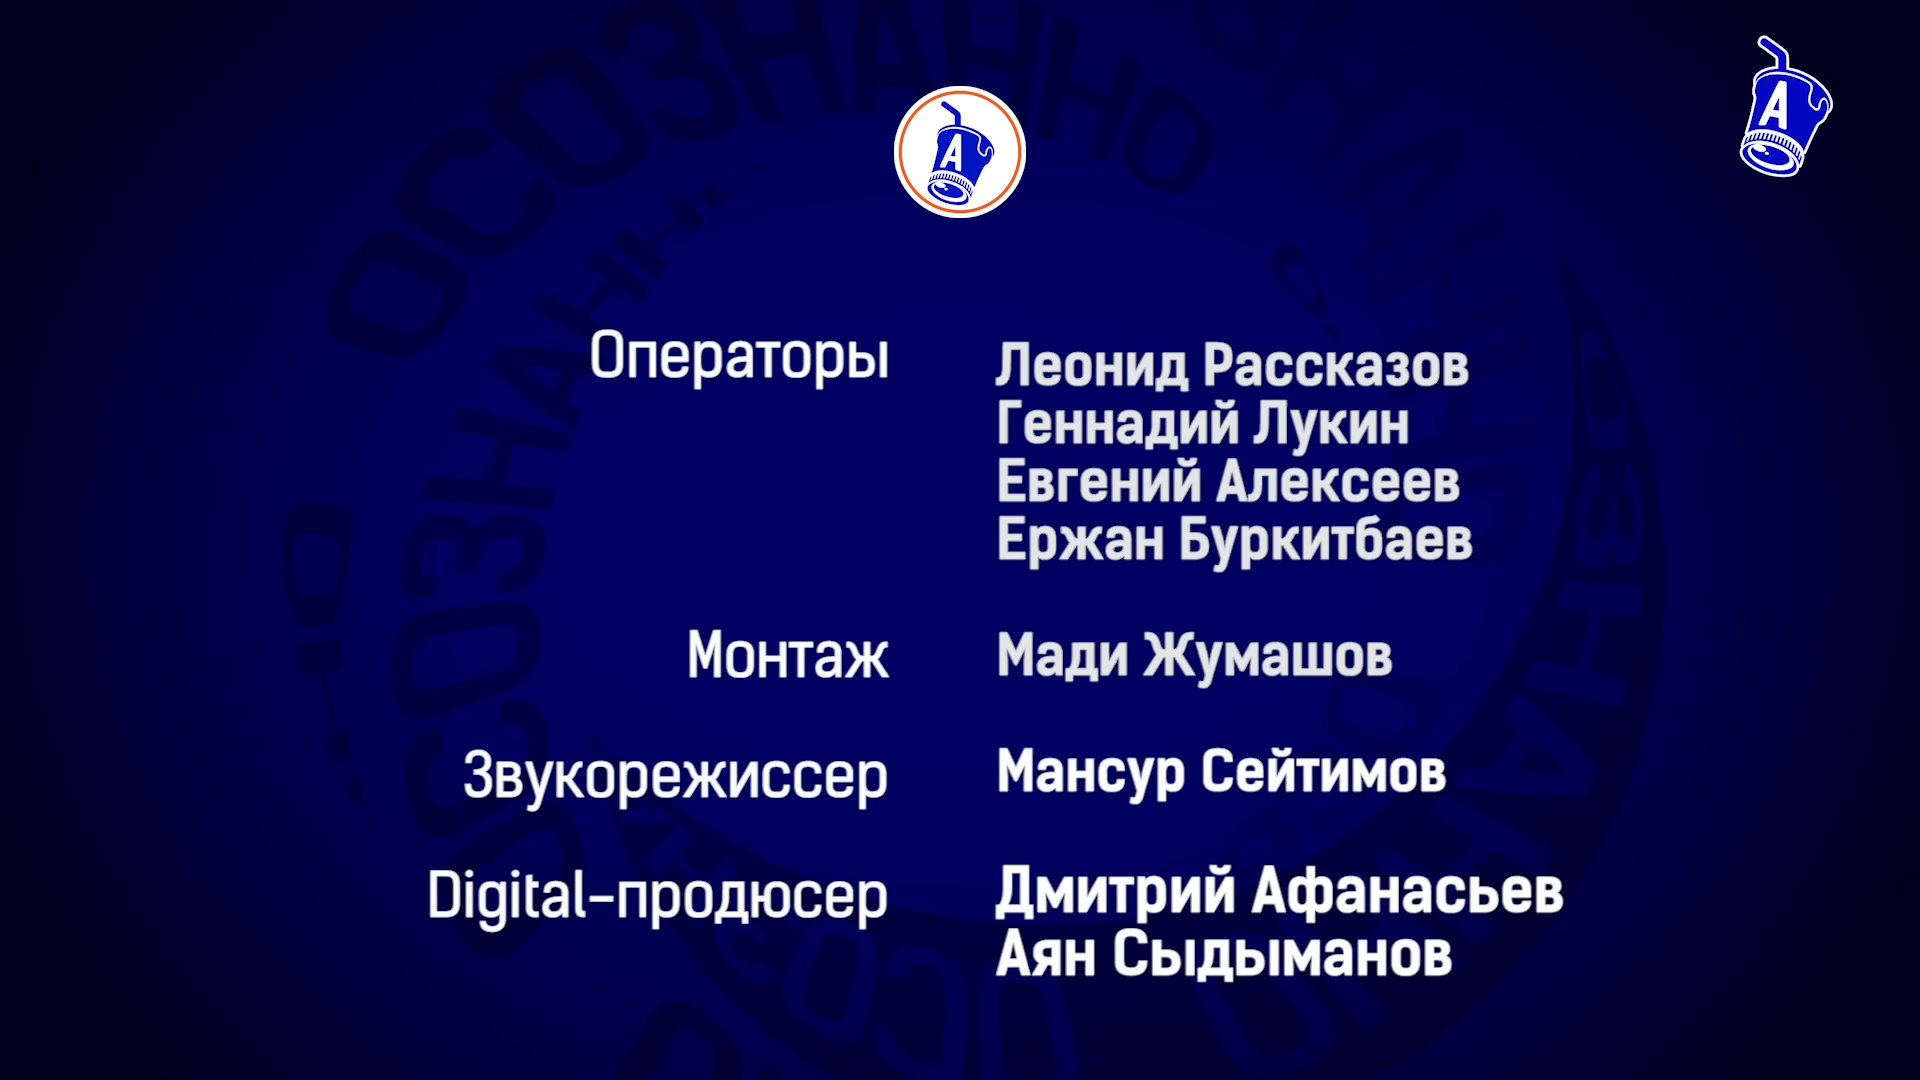 ОСОЗНАННО
А
А
Операторы
Леонид Рассказов
Геннадий Лукин
Евгений Алексеев
Ержан Буркитбаев
Монтаж
Мади Жумашов
Звукорежиссер
Мансур Сейтимов
Digital-продюсер
Дмитрий Афанасьев
Аян Сыдыманов